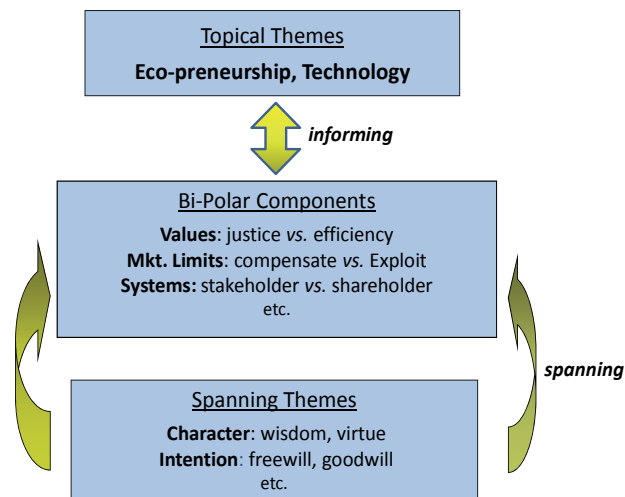 Topical Themes
Eco-preneurship, Technology
informing
Bi-Polar Components
Values: justice vs. efficiency
Mkt. Limits: compensate vs. Exploit
Systems: stakeholder vs. shareholder
etc.
spanning
Spanning Themes
Character: wisdom, virtue
Intention: freewill, goodwill
etc.